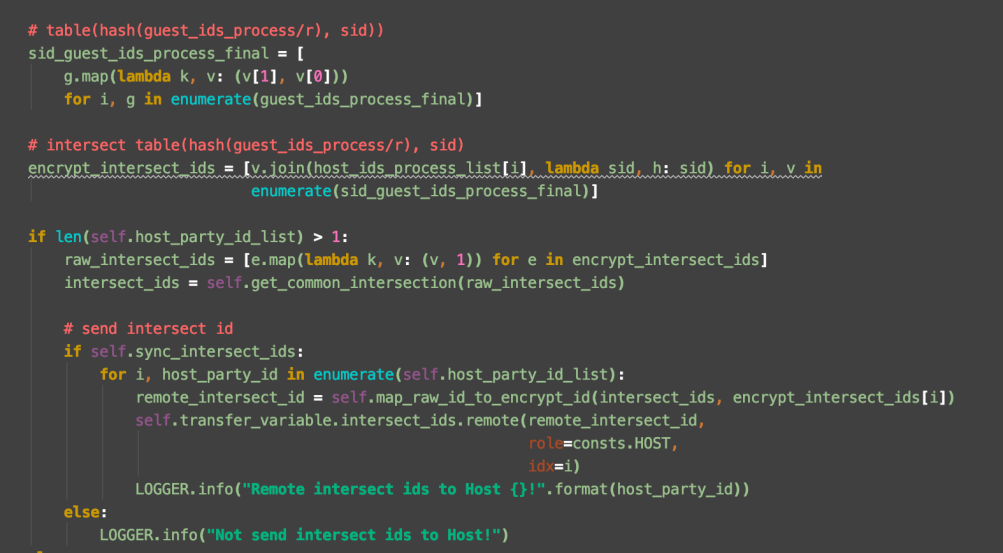 # table(hash(guest_ids_process/r), sid))
sid_guest_ids_process_final = [
g.map(lambda k, v: (v[1], v[0]))
for i, g in enumerate(guest_ids_process_final)]
# intersect table(hash(guest_ids_process/r), sid)
encrypt_intersect_ids = [v.join(host_ids_process_list[i], lambda sid, h: sid) for i, v in
enumerate(sid_guest_ids_process_final)]
if len(self.host_party_id_list) > 1:
raw_intersect_ids = [e.map(lambda k, v: (v, 1)) for e in encrypt_intersect_ids]
intersect_ids = self.get_common_intersection(raw_intersect_ids)
# send intersect id
if self.sync_intersect_ids:
for i, host_party_id in enumerate(self.host_party_id_list):
remote_intersect_id = self.map_raw_id_to_encrypt_id(intersect_ids, encrypt_intersect_ids[i])
self.transfer_variable.intersect_ids.remote(remote_intersect_id,
role=consts.HOST,
idx=i)
LOGGER.info("Remote intersect ids to Host {}!".format(host_party_id))
else:
LOGGER.info("Not send intersect ids to Host!")